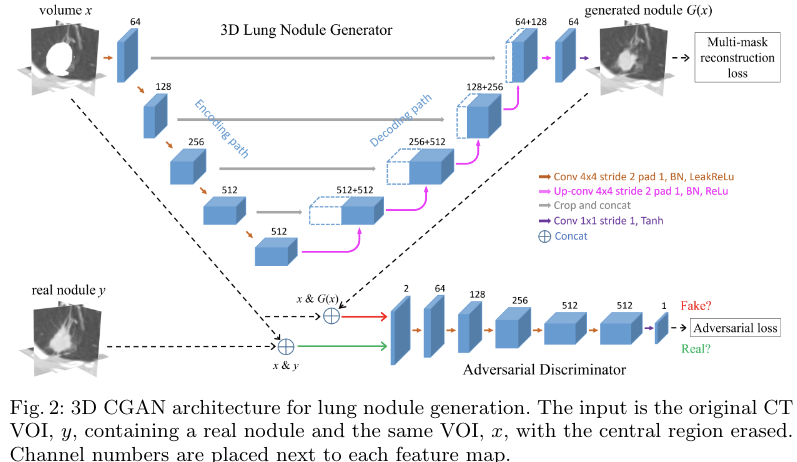 volume x
3D Lung Nodule Generator
generated nodule G(x)
64
64+128
64
Multi-mask
reconstruction
loss
128
128+256
Encoding path
Decoding path
256
256+512
512
512+512
512
Conv 4x4 stride 2 pad 1, BN, LeakReLu
Up-conv 4x4 stride 2 pad 1, BN, ReLu
Crop and concat
Conv 1x1 stride 1, Tanh
Concat
real nodule y
x & G(x)
x & y
2
64
128
256
512
512
1
Fake?
Adversarial loss
Real?
Adversarial Discriminator
Fig. 2: 3D CGAN architecture for lung nodule generation. The input is the original CT
VOI, y, containing a real nodule and the same VOI, x, with the central region erased.
Channel numbers are placed next to each feature map.